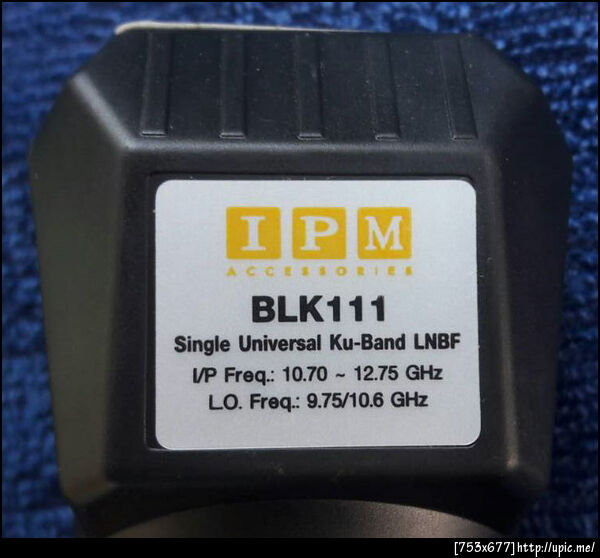 IPM
ACCESSORIES
BLK111
Single Universal Ku-Band LNBF
I/P Freq.: 10.70 ~ 12.75 GHz
L.O. Freq.: 9.75/10.6 GHz
[753x677]http://upic.me/